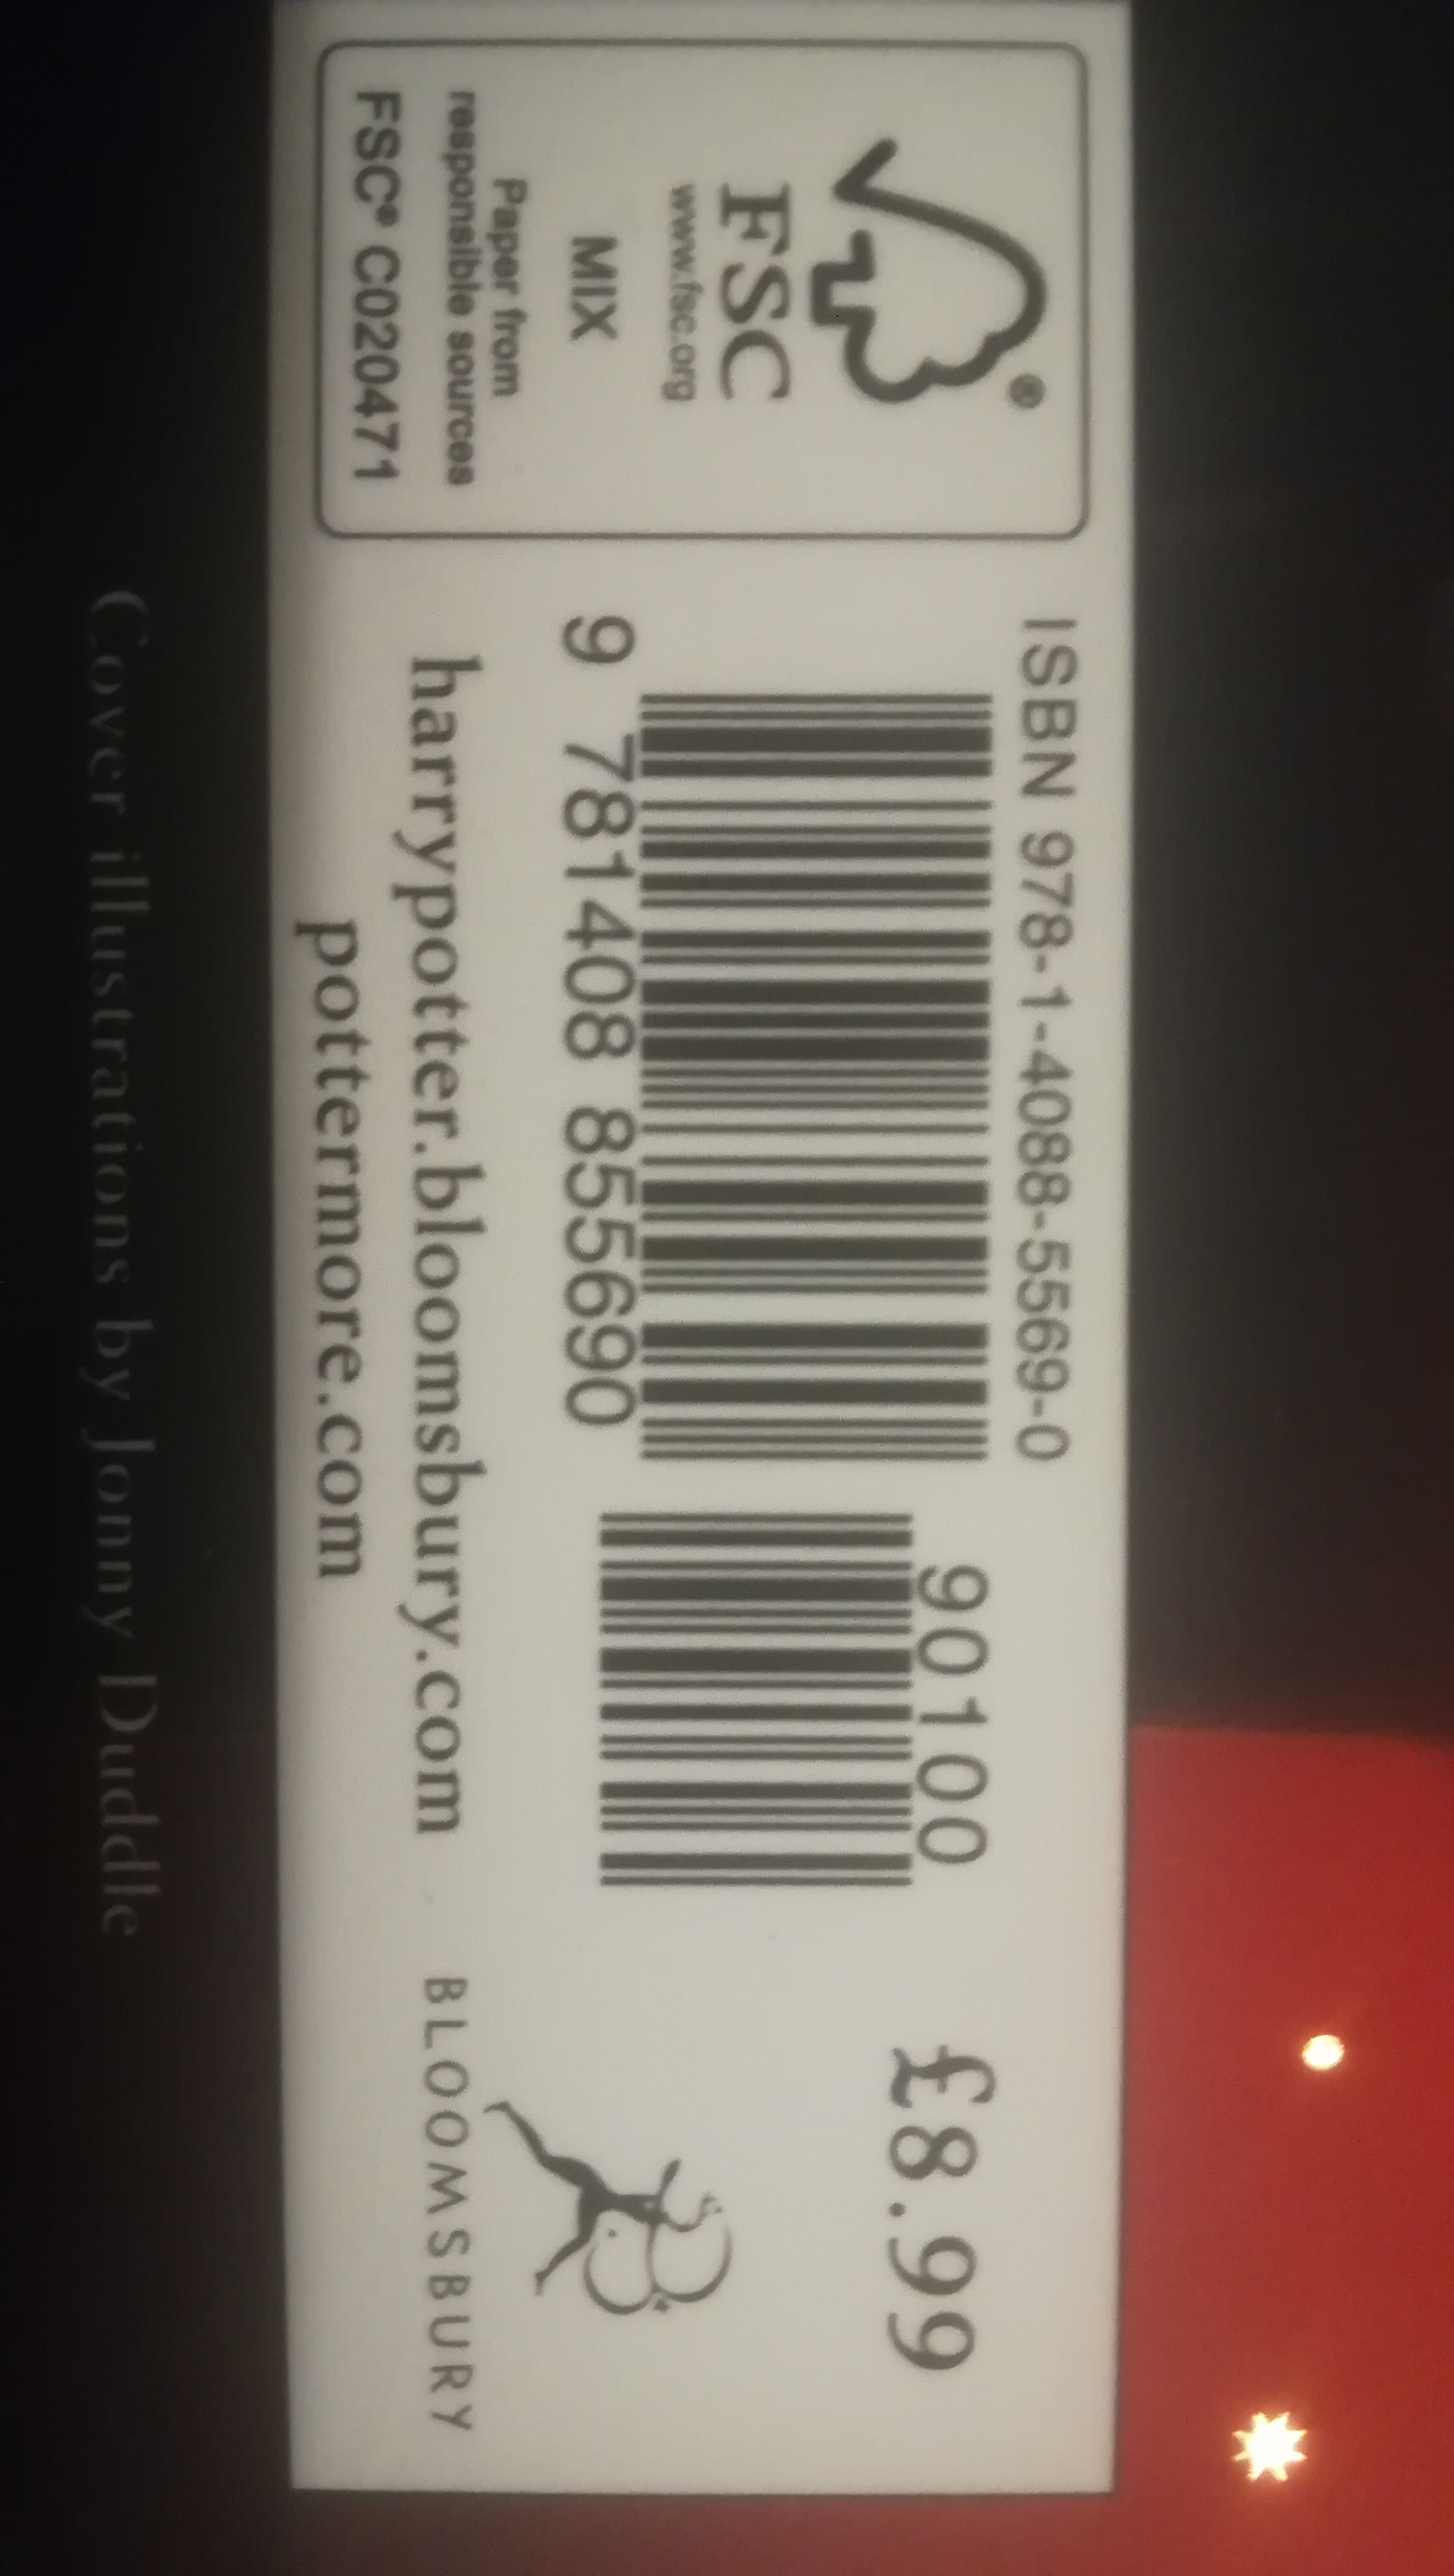 FSC®
www.fsc.org
MIX
Paper from
responsible sources
FSC® C020471
ISBN 978-1-4088-5569-0
90100
9 781408 855690
£8.99
harrypotter.bloomsbury.com
pottermore.com
BLOOMSBURY
Cover illustrations by Jonny Duddle